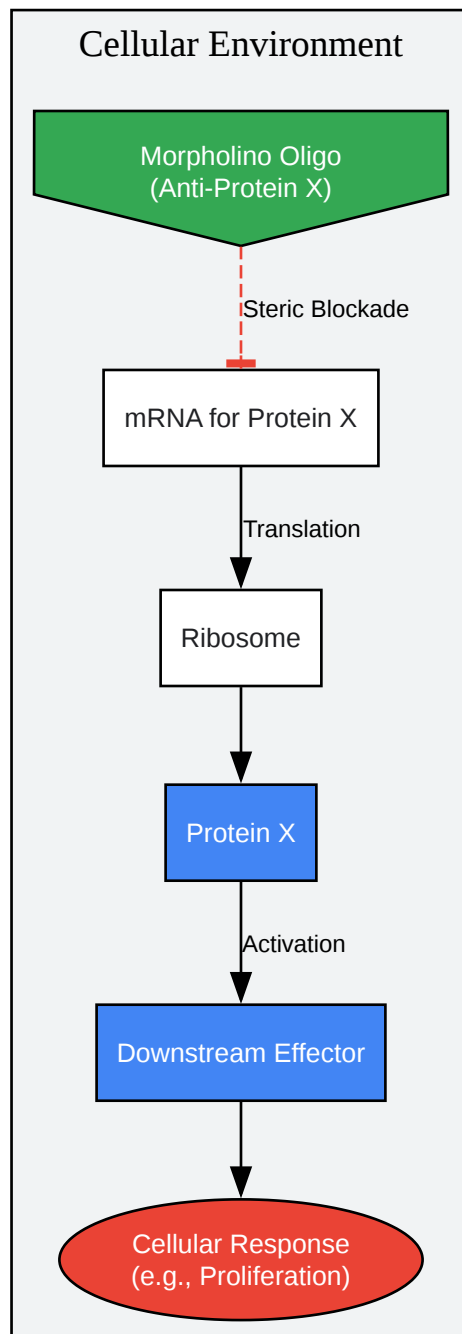 Cellular Environment
Morpholino Oligo
(Anti-Protein X)
Steric Blockade
mRNA for Protein X
Translation
Ribosome
Protein X
Activation
Downstream Effector
Cellular Response
(e.g., Proliferation)